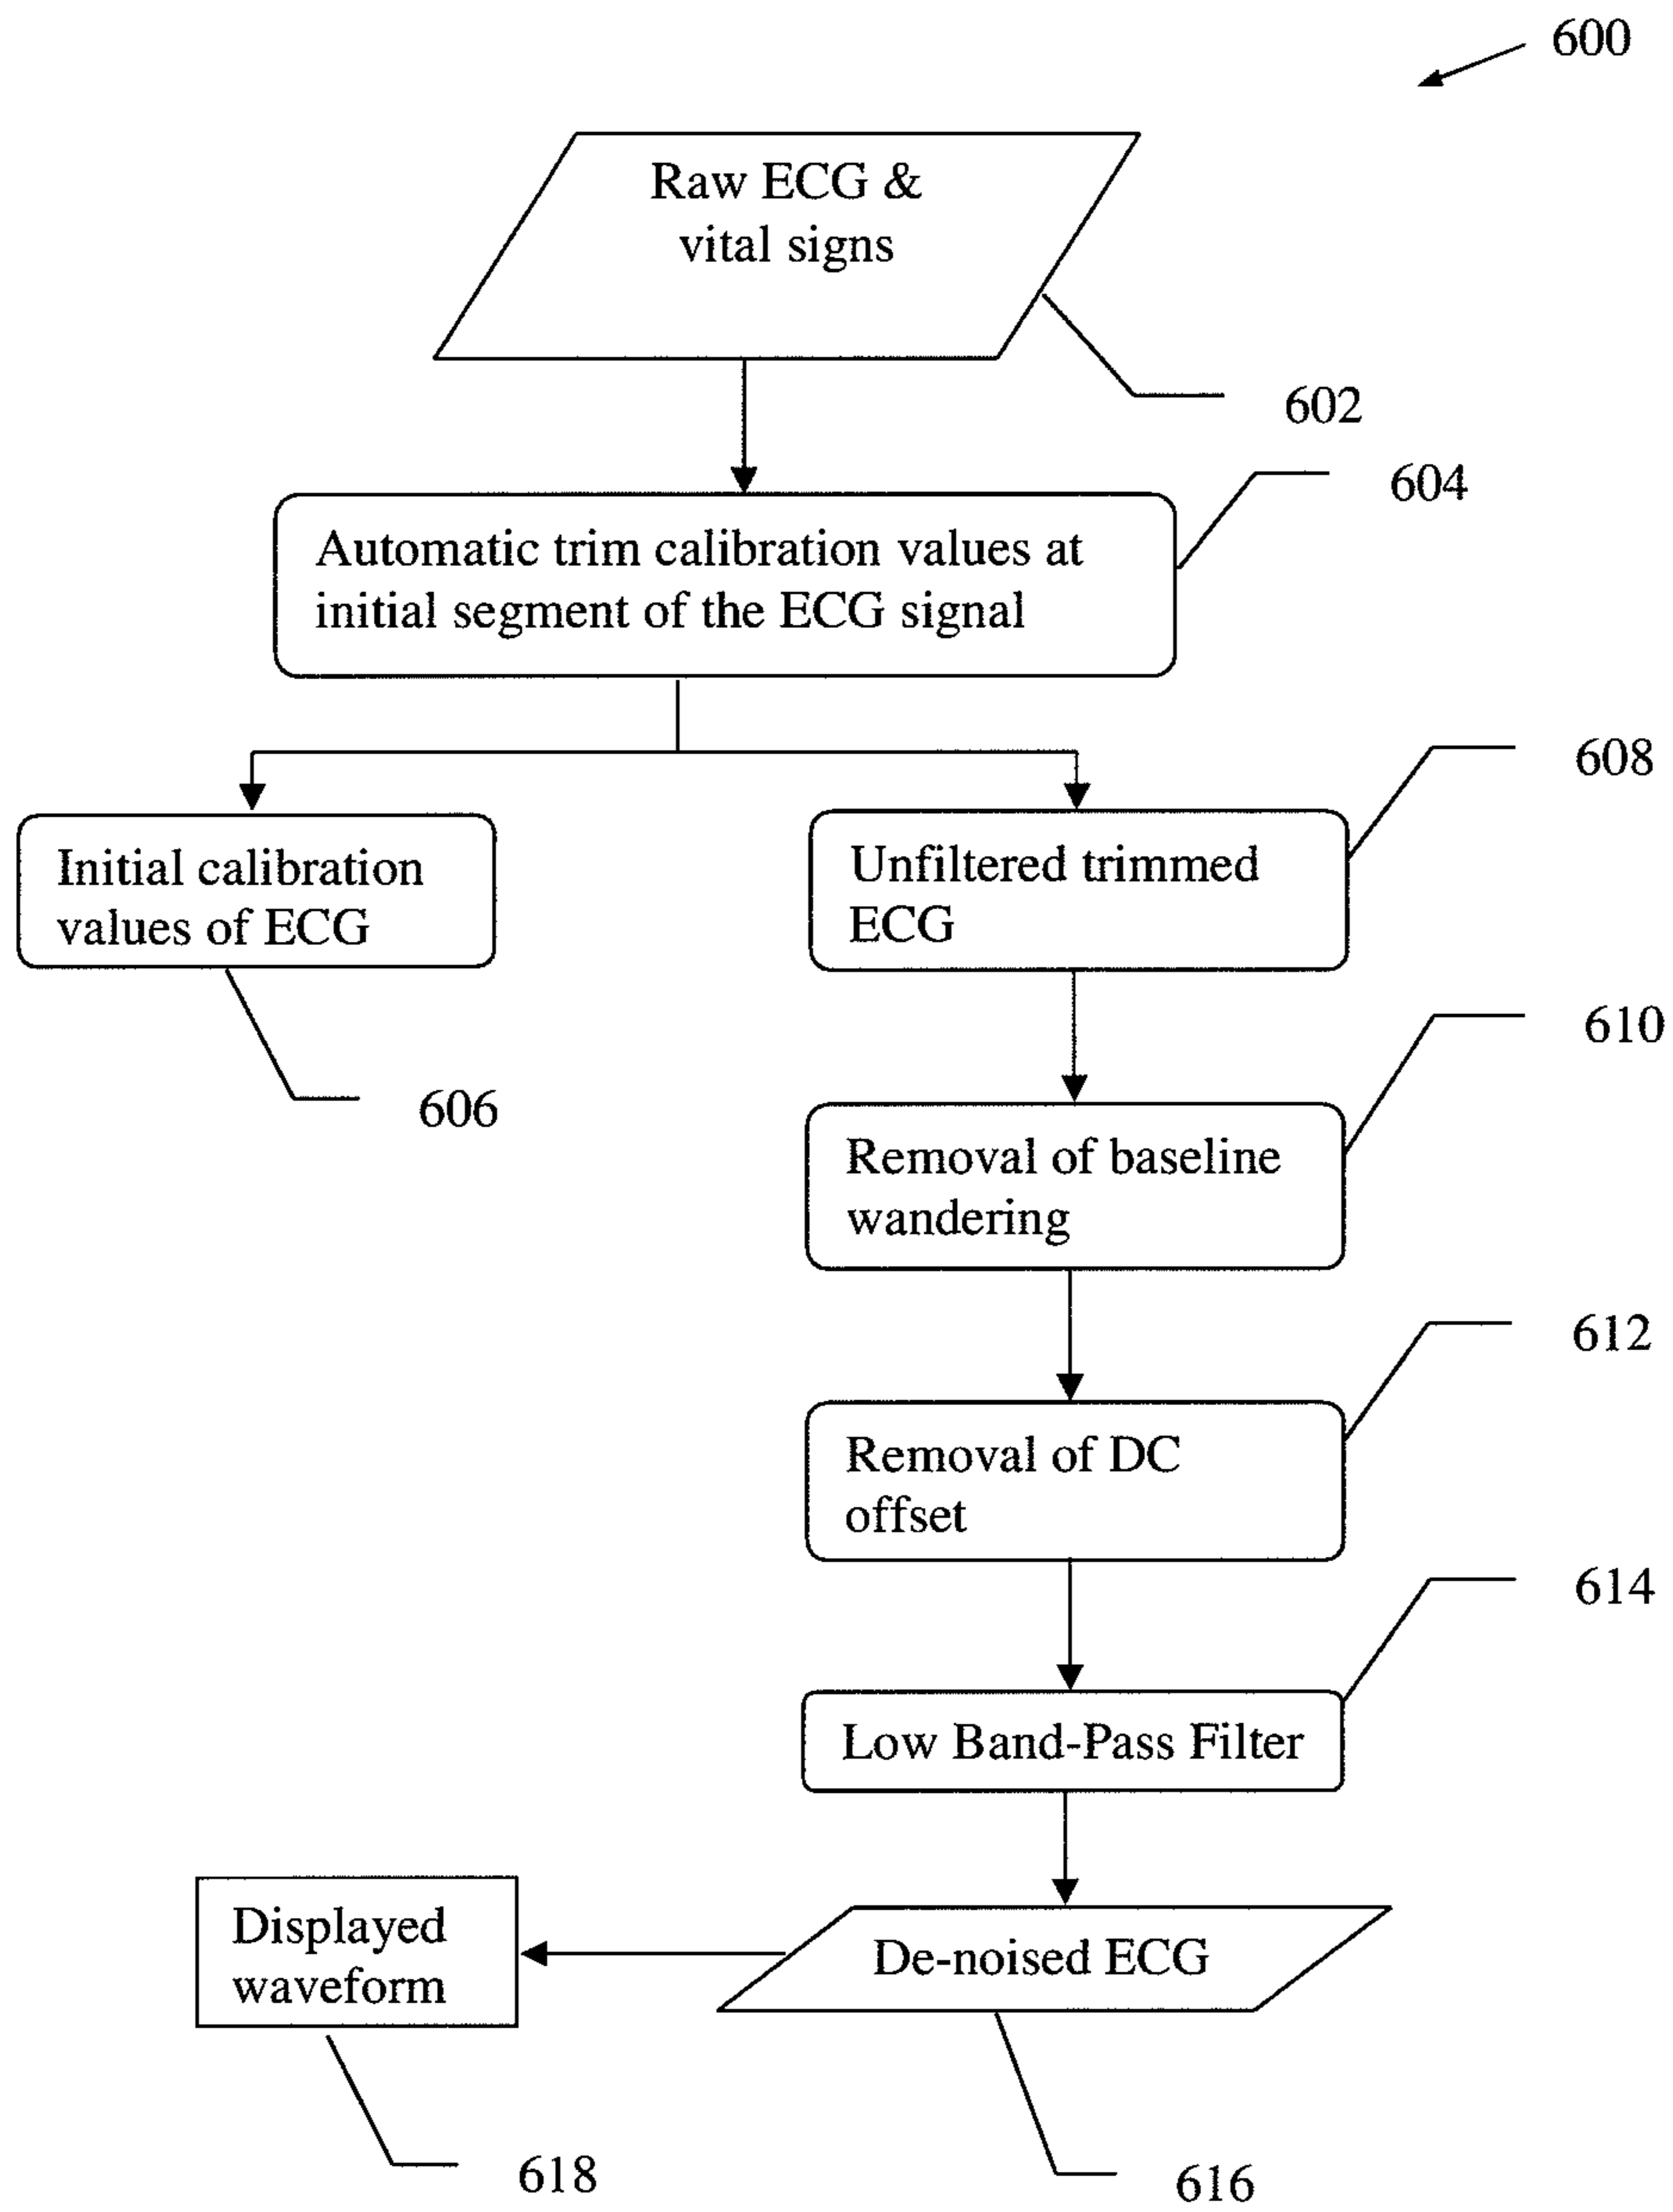 600
Raw ECG &
vital signs
602
604
Automatic trim calibration values at
initial segment of the ECG signal
608
Initial calibration
values of ECG
Unfiltered trimmed
ECG
606
610
Removal of baseline
wandering
612
Removal of DC
offset
614
Low Band-Pass Filter
Displayed
waveform
De-noised ECG
618
616